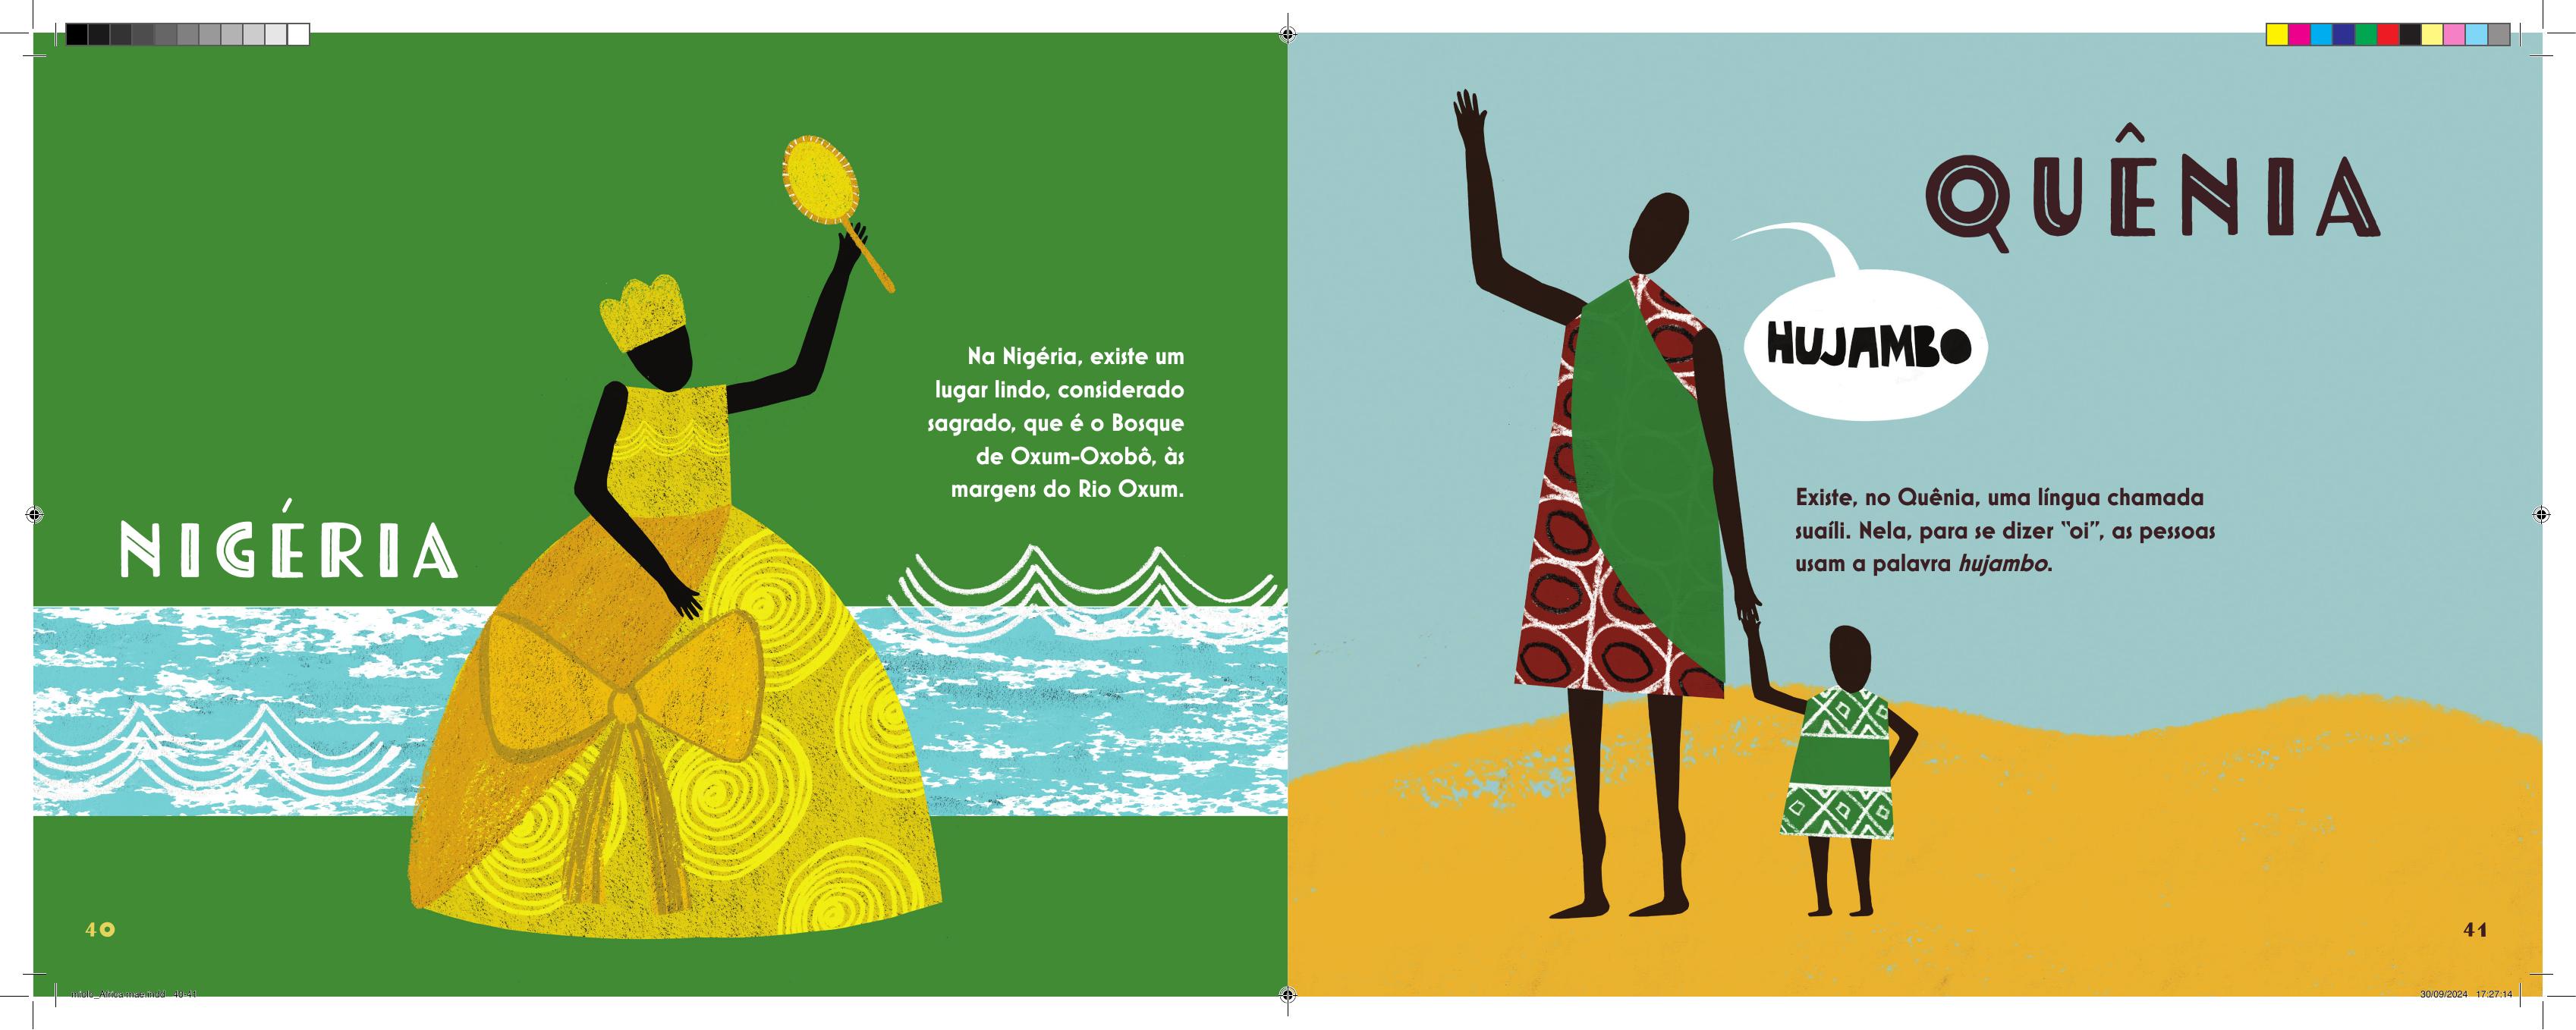 NIGÉRIA
Na Nigéria, existe um
lugar lindo, considerado
sagrado, que é o Bosque
de Oxum-Oxobô, às
margens do Rio Oxum.
40
QUÊNIA
HUJAMBO
Existe, no Quênia, uma língua chamada
suaíli. Nela, para se dizer “oi”, as pessoas
usam a palavra hujambo.
41
30/09/2024 17:27:14